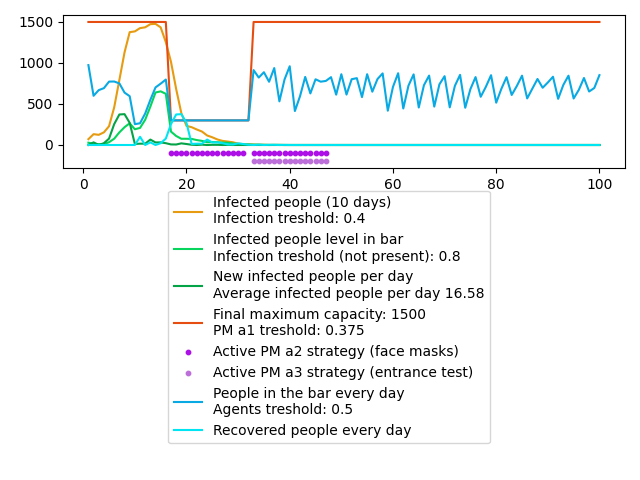 1500
1000
500
0
0 20 40 60 80 100
Infected people (10 days)
Infection treshold: 0.4
Infected people level in bar
Infection treshold (not present): 0.8
New infected people per day
Average infected people per day 16.58
Final maximum capacity: 1500
PM a1 treshold: 0.375
Active PM a2 strategy (face masks)
Active PM a3 strategy (entrance test)
People in the bar every day
Agents treshold: 0.5
Recovered people every day